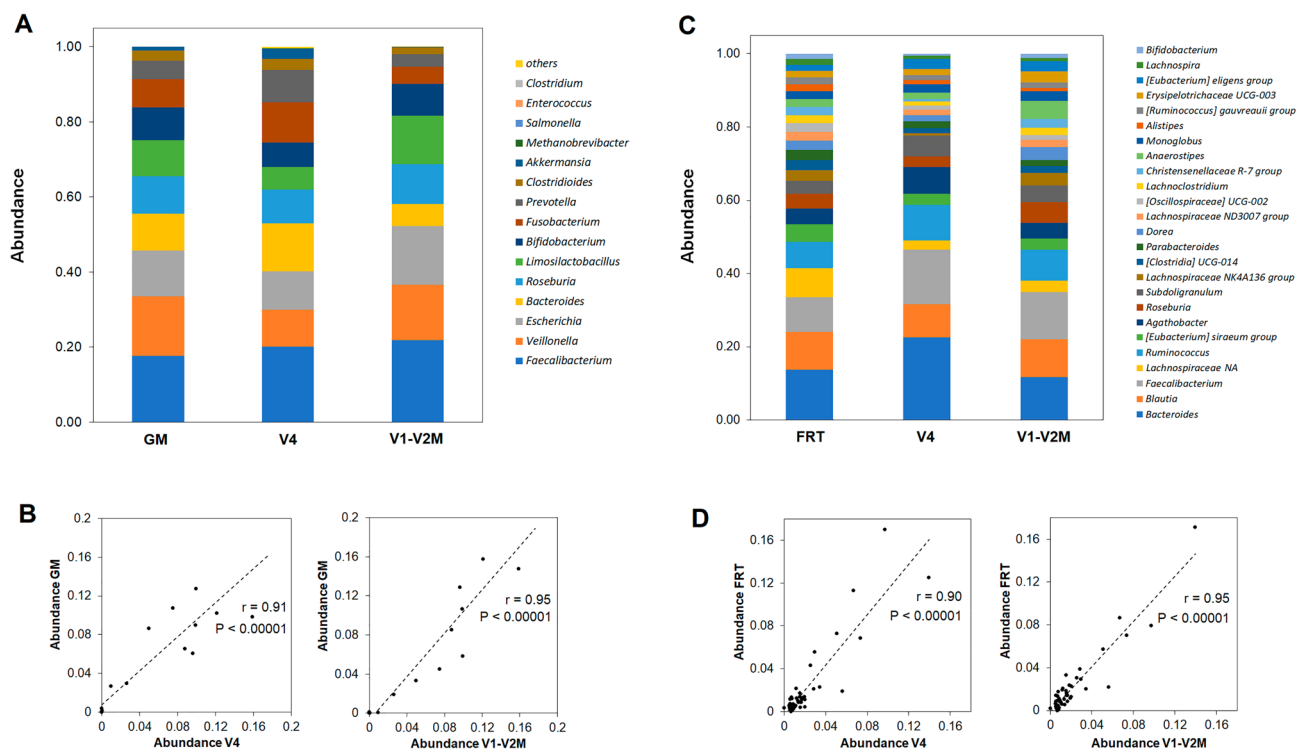 A
Abundance
1.00
0.80
0.60
0.40
0.20
0.00
GM
V4
V1-V2M
others
Clostridium
Enterococcus
Salmonella
Methanobrevibacter
Akkermansia
Clostridioides
Prevotella
Fusobacterium
Bifidobacterium
Limosilactobacillus
Roseburia
Bacteroides
Escherichia
Veillonella
Faecalibacterium
C
Abundance
1.00
0.80
0.60
0.40
0.20
0.00
FRT
V4
V1-V2M
Bifidobacterium
Lachnospira
[Eubacterium] eligens group
Erysipelotrichaceae UCG-003
[Ruminococcus] gauvreauii group
Alistipes
Monoglobus
Anaerostipes
Christensenellaceae R-7 group
Lachnoclostridium
[Oscillospiraceae] UCG-002
Lachnospiraceae ND3007 group
Dorea
Parabacteroides
[Clostridia] UCG-014
Lachnospiraceae NK4A136 group
Subdoligranulum
Roseburia
Agathobacter
[Eubacterium] siraeum group
Ruminococcus
Lachnospiraceae NA
Faecalibacterium
Blautia
Bacteroides
B
Abundance GM
0.2
0.16
0.12
0.08
0.04
0
r = 0.91
P < 0.00001
0 0.04 0.08 0.12 0.16 0.2
Abundance V4
Abundance GM
0.2
0.16
0.12
0.08
0.04
0
r = 0.95
P < 0.00001
0 0.04 0.08 0.12 0.16 0.2
Abundance V1-V2M
D
Abundance FRT
0.16
0.12
0.08
0.04
0
r = 0.90
P < 0.00001
0 0.04 0.08 0.12 0.16
Abundance V4
Abundance FRT
0.16
0.12
0.08
0.04
0
r = 0.95
P < 0.00001
0 0.04 0.08 0.12 0.16
Abundance V1-V2M